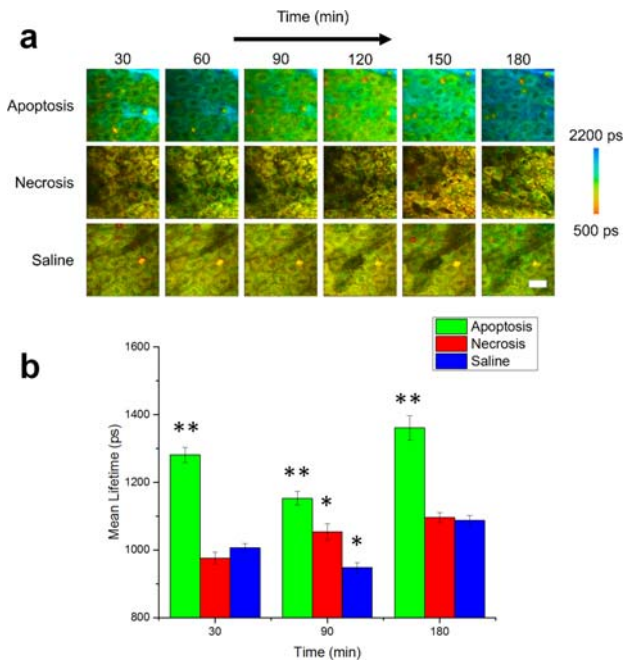 a
Time (min)
30 60 90 120 150 180
Apoptosis
Necrosis
Saline
2200 ps
500 ps
b
Apoptosis
Necrosis
Saline
Mean Lifetime (ps)
1600
1400
1200
1000
800
**
**
*
*
**
30 90 180
Time (min)